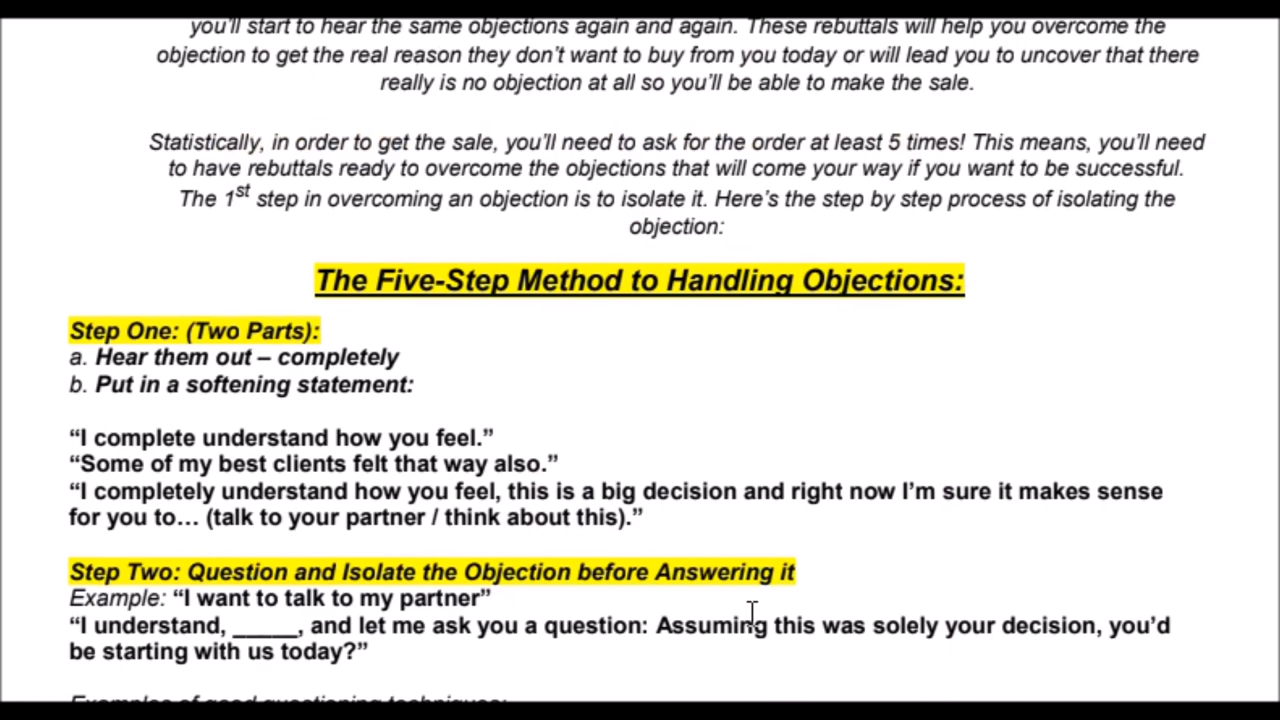 you'll start to hear the same objections again and again. These rebuttals will help you overcome the
objection to get the real reason they don't want to buy from you today or will lead you to uncover that there
really is no objection at all so you'll be able to make the sale.
Statistically, in order to get the sale, you'll need to ask for the order at least 5 times! This means, you'll need
to have rebuttals ready to overcome the objections that will come your way if you want to be successful.
The 1st step in overcoming an objection is to isolate it. Here's the step by step process of isolating the
objection:
The Five-Step Method to Handling Objections:
Step One: (Two Parts):
a. Hear them out – completely
b. Put in a softening statement:
“I complete understand how you feel.”
“Some of my best clients felt that way also.”
“I completely understand how you feel, this is a big decision and right now I'm sure it makes sense
for you to… (talk to your partner / think about this).”
Step Two: Question and Isolate the Objection before Answering it
Example: “I want to talk to my partner”
“I understand, _____, and let me ask you a question: Assuming this was solely your decision, you'd
be starting with us today?”
Examples of good questioning techniques: